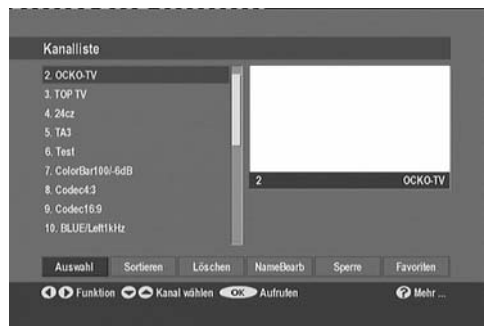 Kanalliste
2. OCKO-TV
3. TOP TV
4. 24cz
5. TA3
6. Test
7. ColorBar100/-6dB
8. Codec4:3
9. Codec16:9
10. BLUE/Left1kHz
2 OCKO-TV
Auswahl Sortieren Löschen NameBearb Sperre Favoriten
Funktion Kanal wählen OK Aufrufen ? Mehr ...